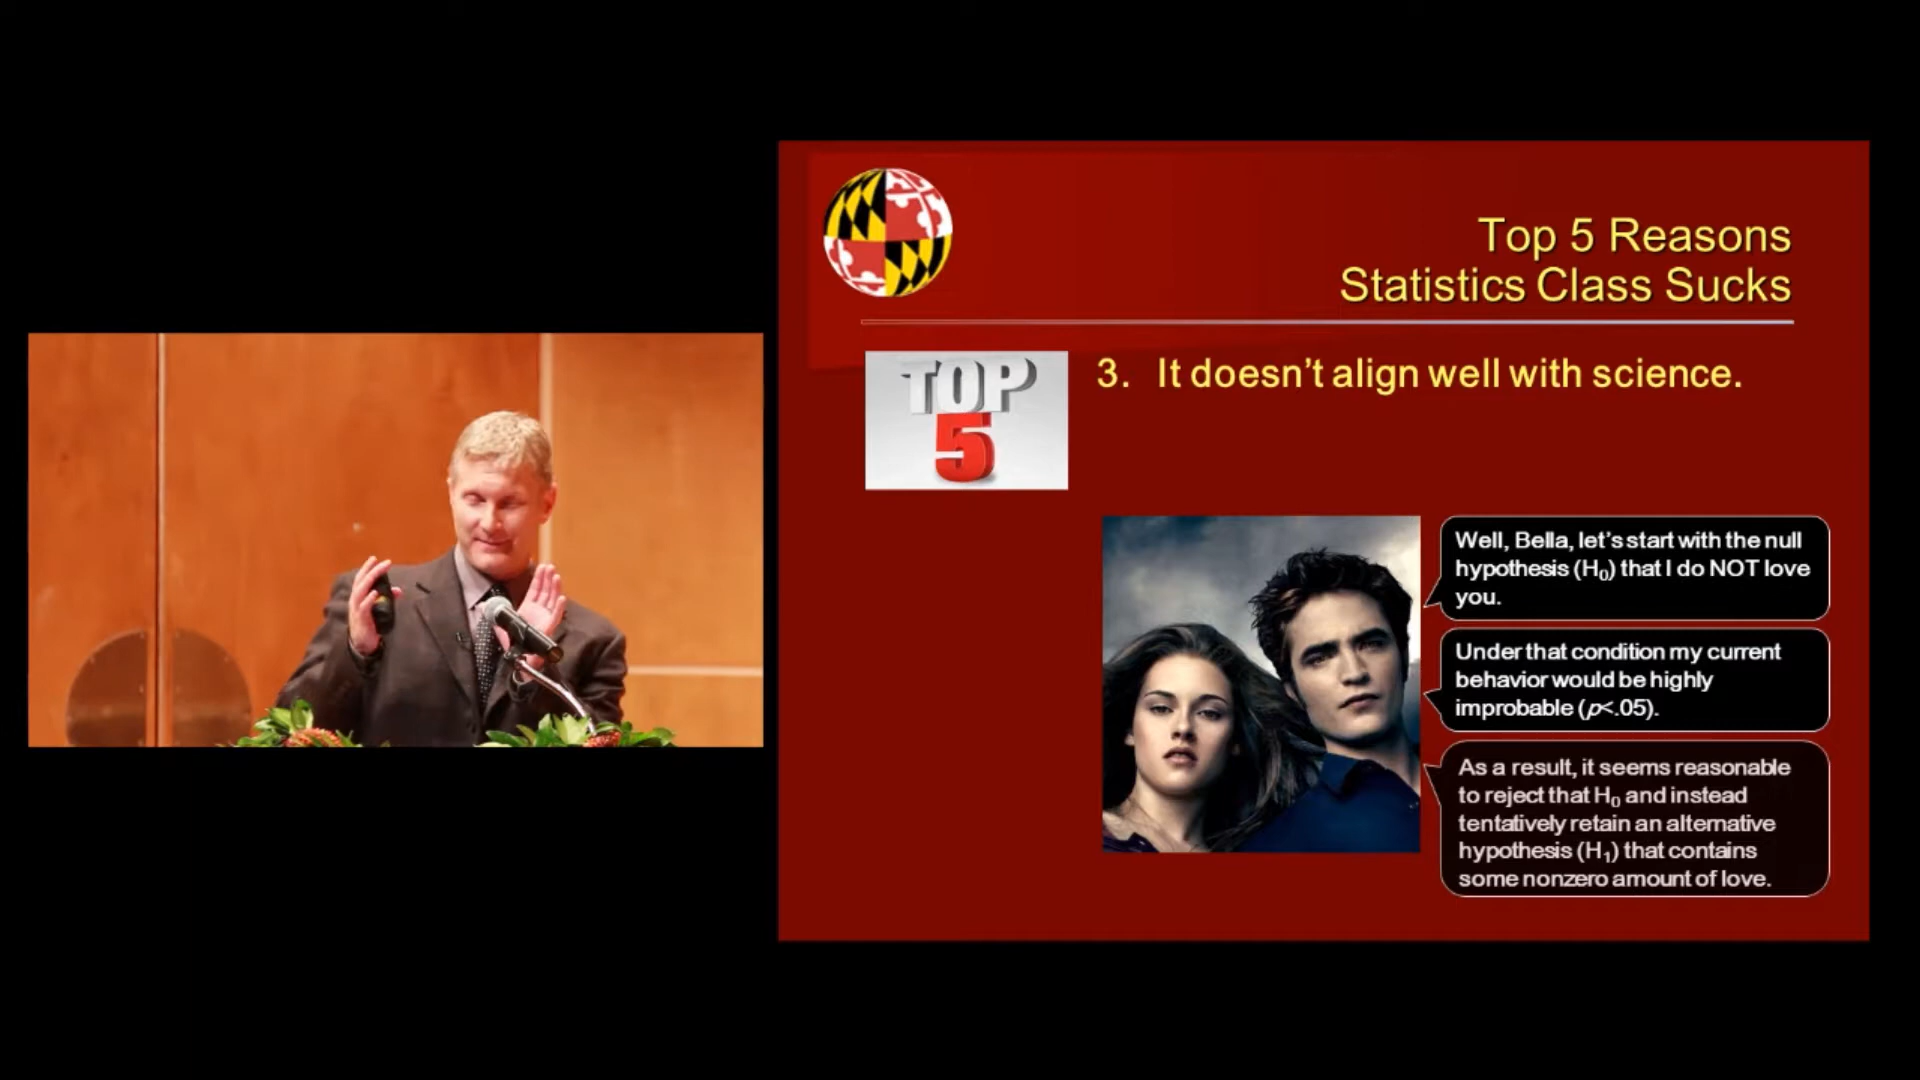 Top 5 Reasons
Statistics Class Sucks
TOP
5
3. It doesn't align well with science.
Well, Bella, let's start with the null
hypothesis (H₀) that I do NOT love
you.
Under that condition my current
behavior would be highly
improbable (p<.05).
As a result, it seems reasonable
to reject that H₀ and instead
tentatively retain an alternative
hypothesis (H₁) that contains
some nonzero amount of love.